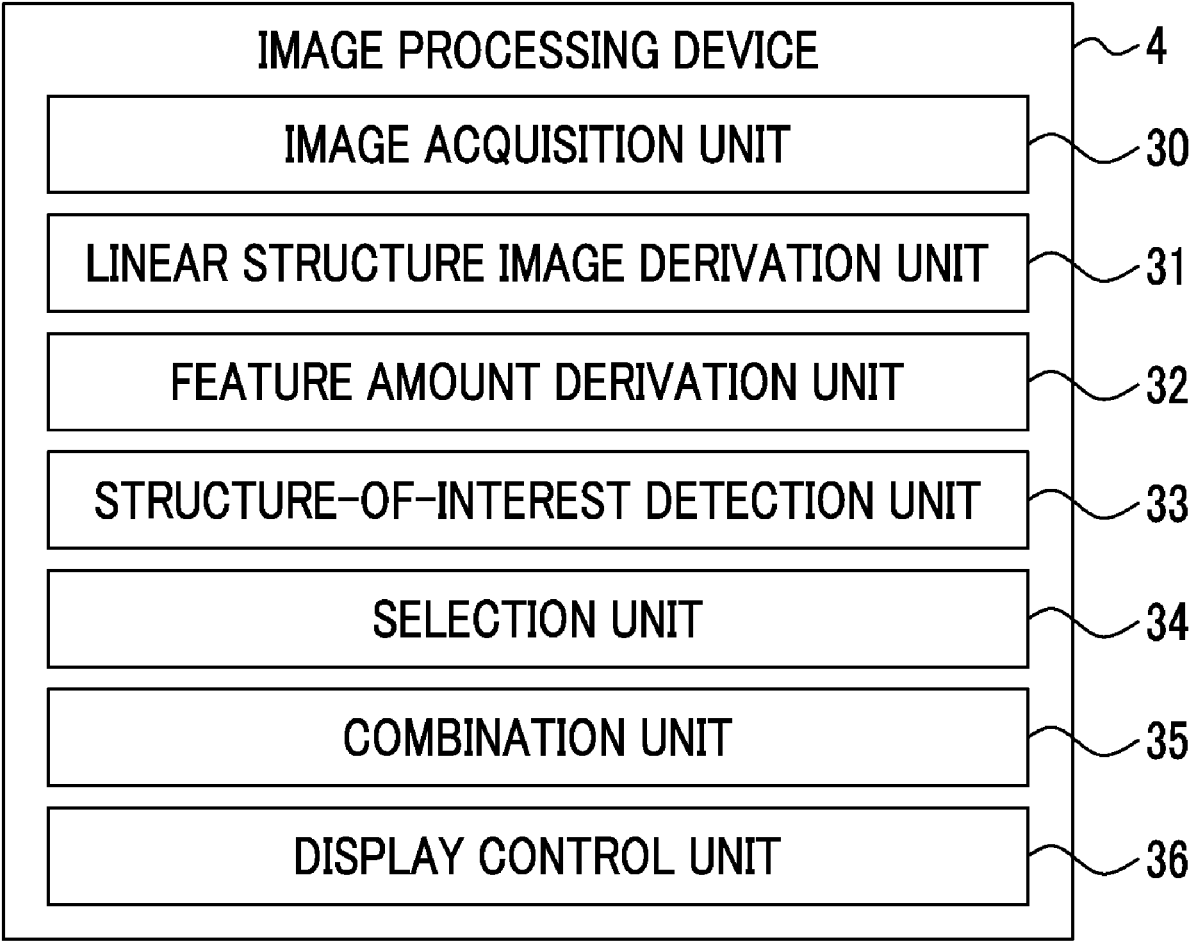 IMAGE PROCESSING DEVICE 4
IMAGE ACQUISITION UNIT 30
LINEAR STRUCTURE IMAGE DERIVATION UNIT 31
FEATURE AMOUNT DERIVATION UNIT 32
STRUCTURE-OF-INTEREST DETECTION UNIT 33
SELECTION UNIT 34
COMBINATION UNIT 35
DISPLAY CONTROL UNIT 36